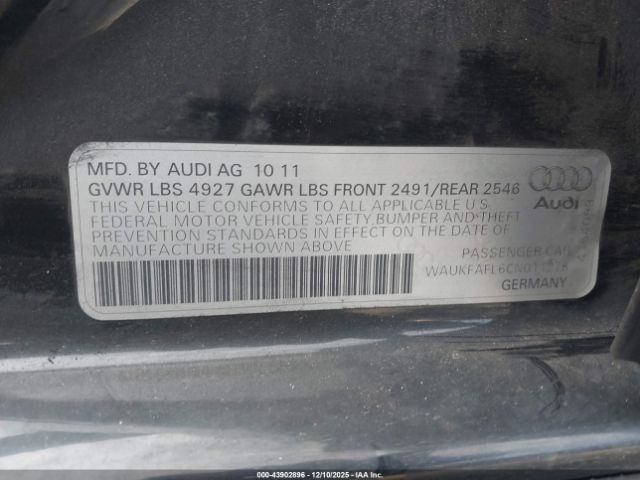 MFD. BY AUDI AG 10 11
GVWR LBS 4927 GAWR LBS FRONT 2491/REAR 2546
THIS VEHICLE CONFORMS TO ALL APPLICABLE U.S.
FEDERAL MOTOR VEHICLE SAFETY, BUMPER AND THEFT
PREVENTION STANDARDS IN EFFECT ON THE DATE OF
MANUFACTURE SHOWN ABOVE
Audi
PASSENGER CAR
GERMANY
000-43902896 - 12/10/2025 - IAAI.COM